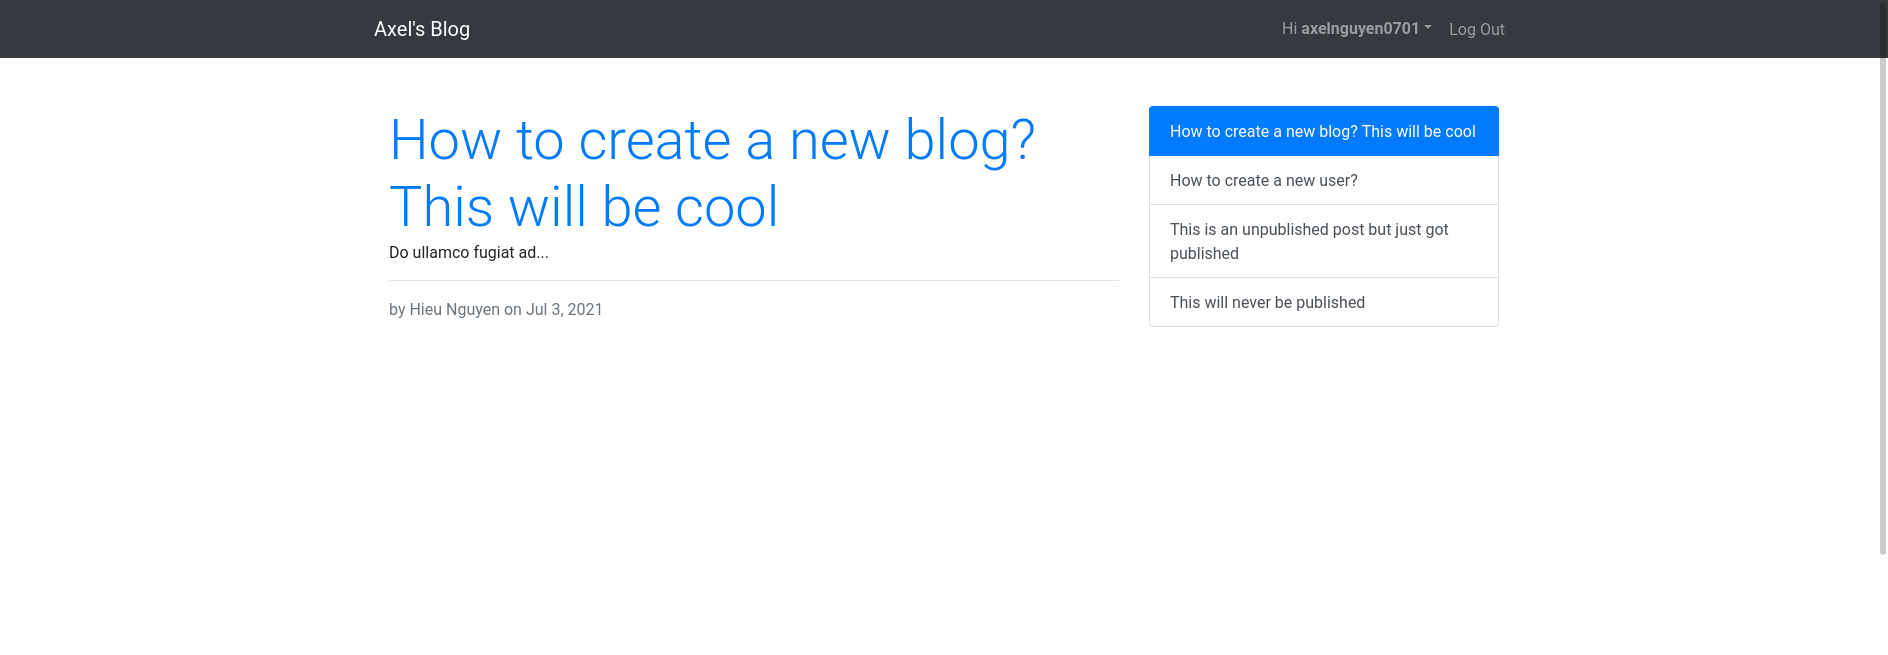 Axel's Blog
Hi axelnguyen0701
Log Out
How to create a new blog?
This will be cool
Do ullamco fugiat ad...
by Hieu Nguyen on Jul 3, 2021
How to create a new blog? This will be cool
How to create a new user?
This is an unpublished post but just got
published
This will never be published